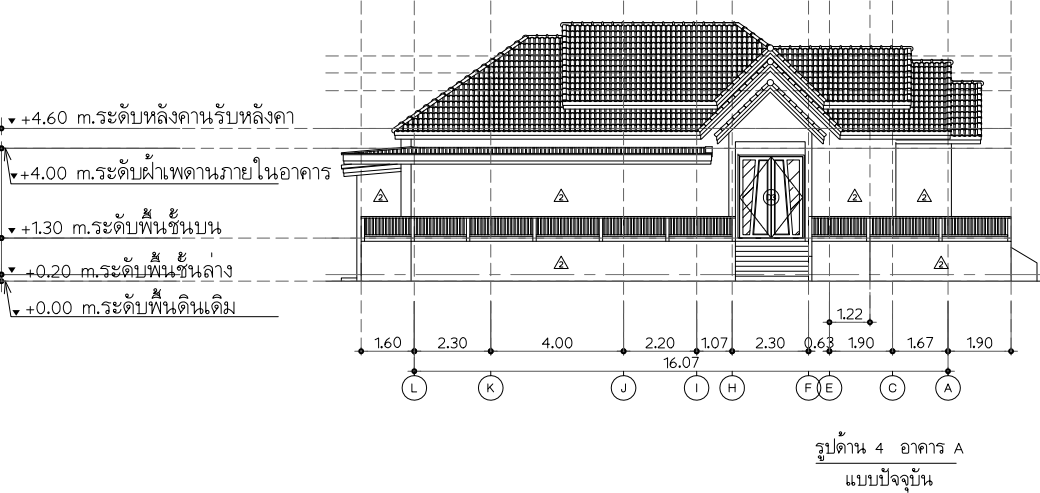 +4.60 m.ระดับหลังคานรับหลังคา
+4.00 m.ระดับฝ้าเพดานภายในอาคาร
+1.30 m.ระดับพื้นชั้นบน
+0.20 m.ระดับพื้นชั้นล่าง
+0.00 m.ระดับพื้นดินเดิม
2 2 2 2
2 2
1.22
1.60 2.30 4.00 2.20 1.07 2.30 0.63 1.90 1.67 1.90
16.07
L K J I H F E C A
รูปด้าน 4 อาคาร A
แบบปัจจุบัน